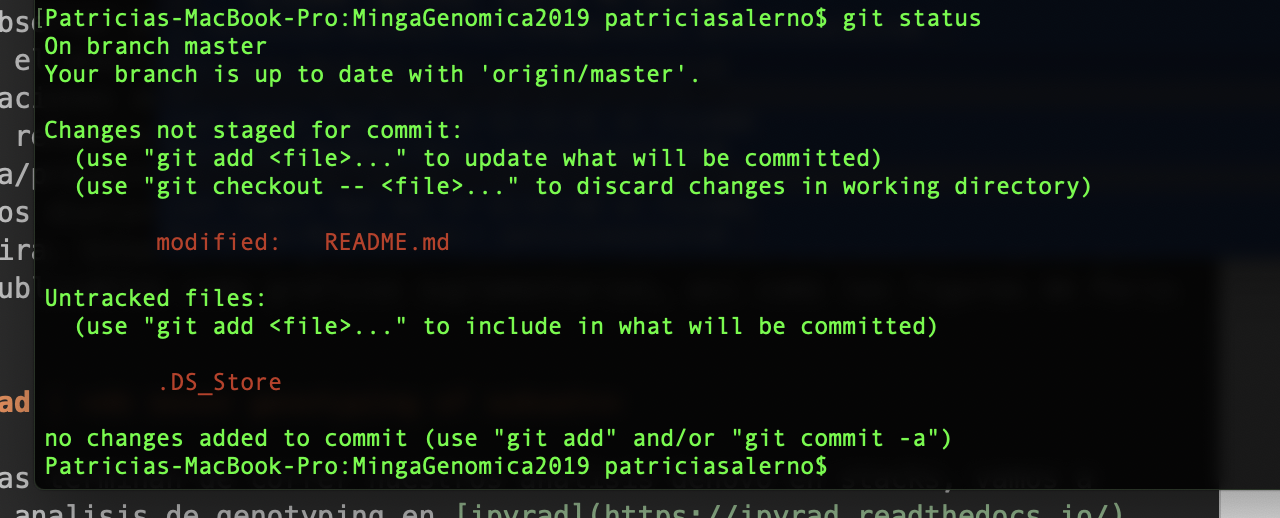 [Patricias-MacBook-Pro:MingaGenomica2019 patriciasalerno$ git status
On branch master
Your branch is up to date with 'origin/master'.
Changes not staged for commit:
(use "git add <file>..." to update what will be committed)
(use "git checkout -- <file>..." to discard changes in working directory)
modified: README.md
Untracked files:
(use "git add <file>..." to include in what will be committed)
.DS_Store
no changes added to commit (use "git add" and/or "git commit -a")
Patricias-MacBook-Pro:MingaGenomica2019 patriciasalerno$
analisis de genotyping en [ipyrad](https://ipyrad.readthedocs.io/)